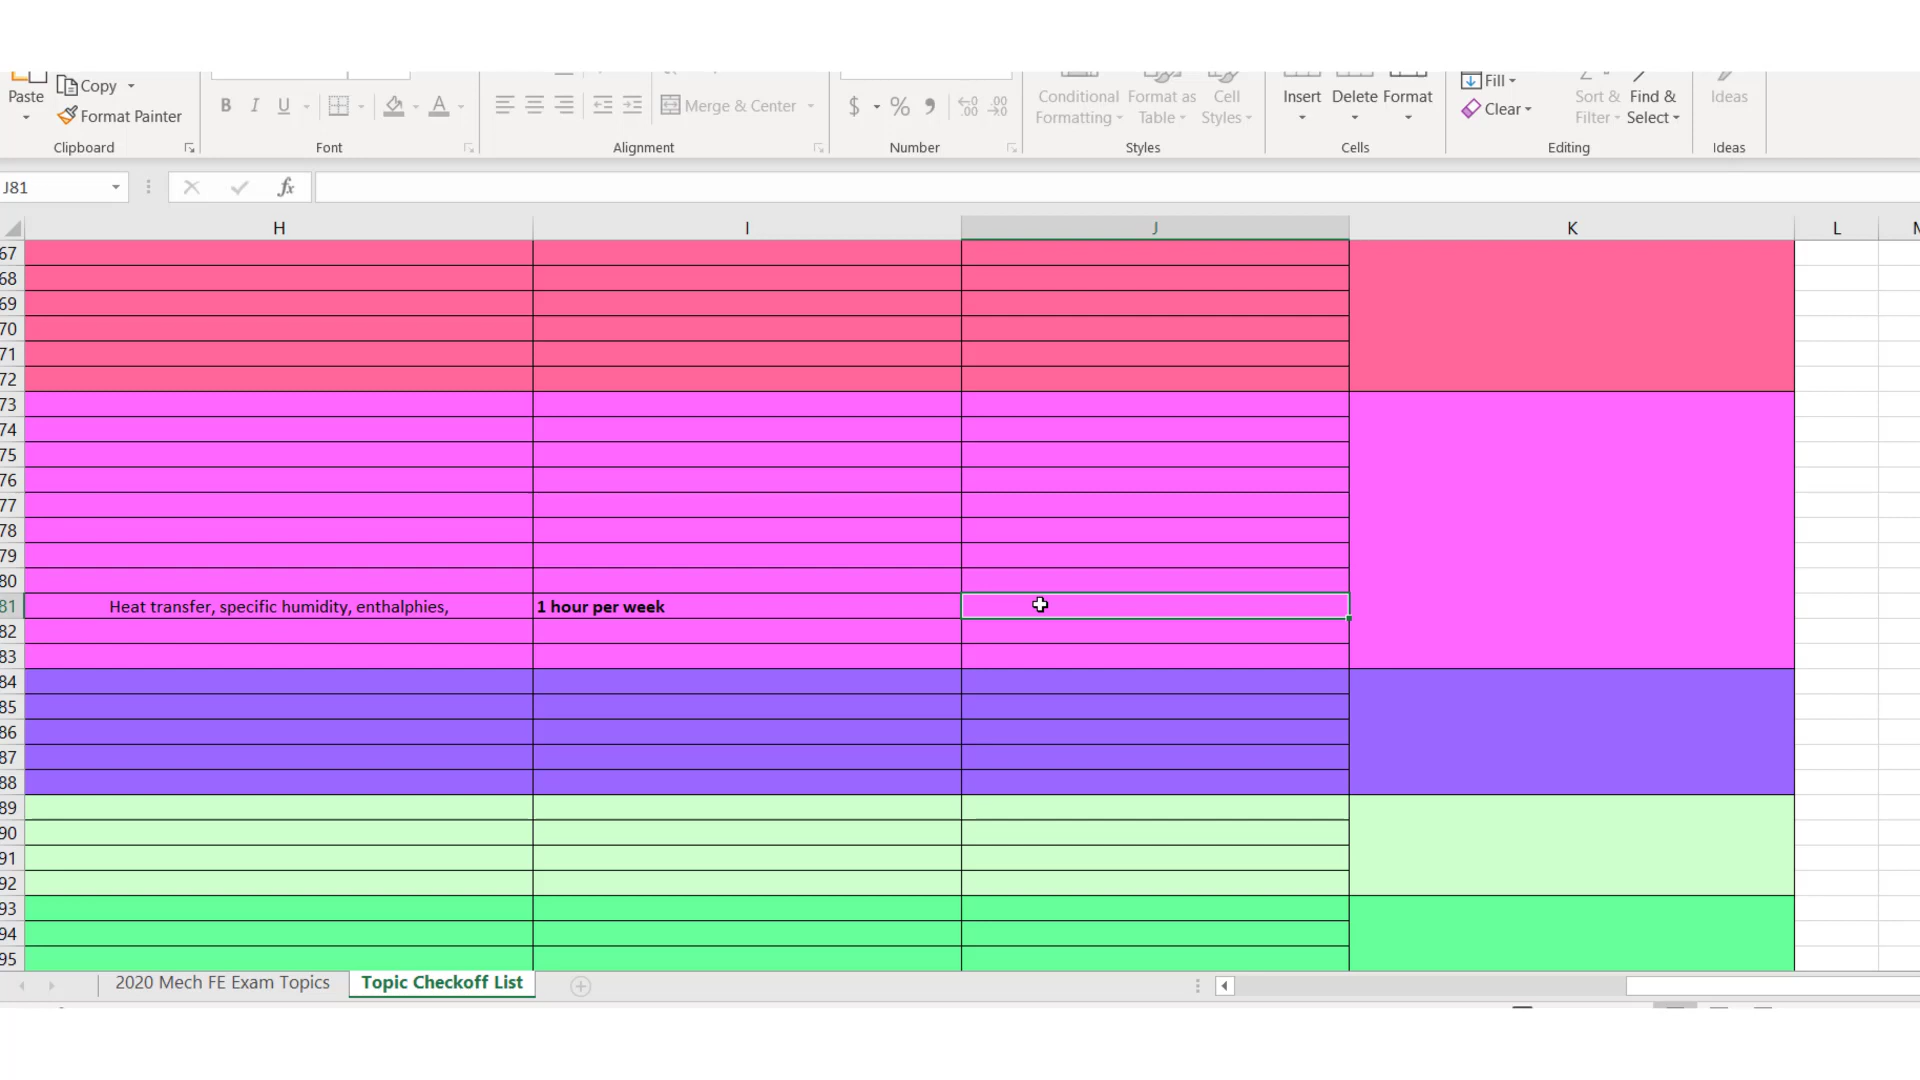 Paste
Copy
Format Painter
Clipboard
B I U A
Font
Merge & Center
Alignment
$ % 9 .00 .00
Number
Conditional Formatting
Format as Table
Cell Styles
Styles
Insert
Delete
Format
Cells
Fill
Clear
Sort & Filter
Find & Select
Editing
Ideas
Ideas
J81
fx
H I J K L
67
68
69
70
71
72
73
74
75
76
77
78
79
80
81 Heat transfer, specific humidity, enthalphies, 1 hour per week
82
83
84
85
86
87
88
89
90
91
92
93
94
95
2020 Mech FE Exam Topics Topic Checkoff List